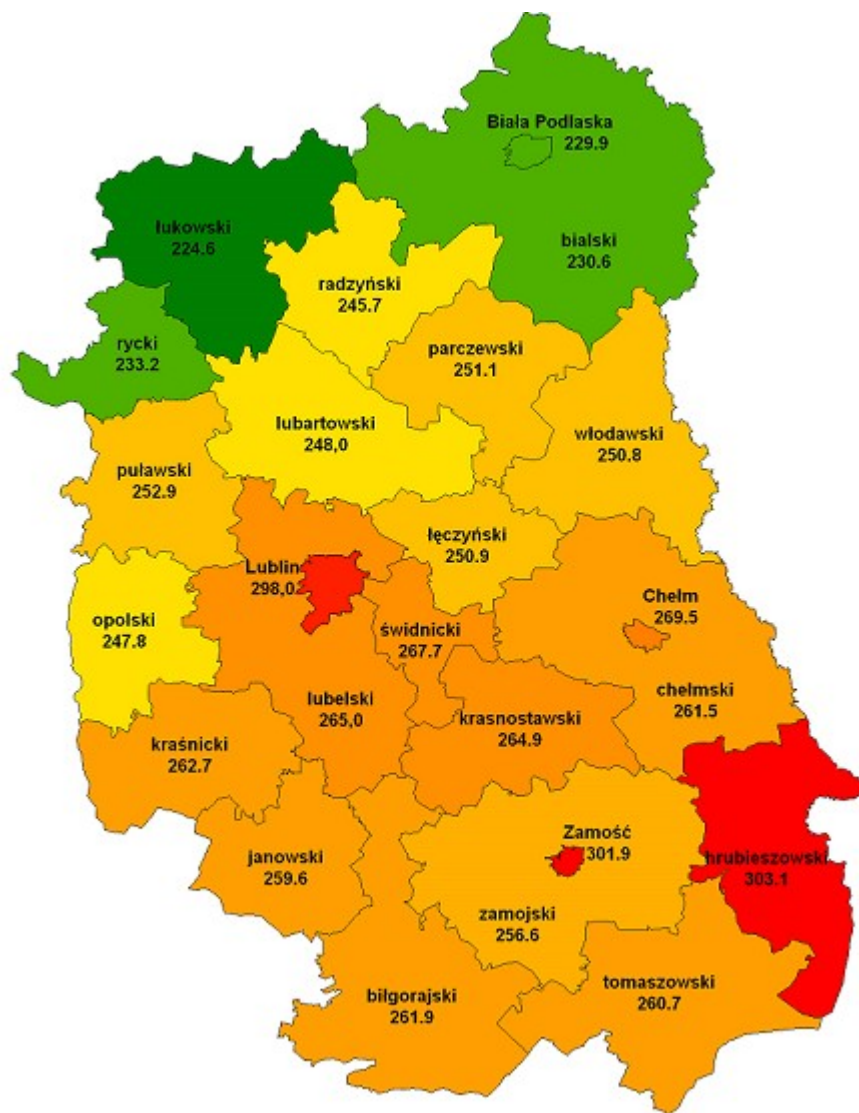 Biała Podlaska
229.9
łukowski
224.6
bialski
230.6
radzyński
245.7
rycki
233.2
parczewski
251.1
lubartowski
248,0
włodawski
250.8
puławski
252.9
łęczyński
250.9
Lublin
298,0
Chełm
269.5
opolski
247.8
świdnicki
267.7
lubelski
265,0
chełmski
261.5
krasnostawski
264.9
kraśnicki
262.7
Zamość
301.9
janowski
259.6
hrubieszowski
303.1
zamojski
256.6
tomaszowski
260.7
biłgorajski
261.9